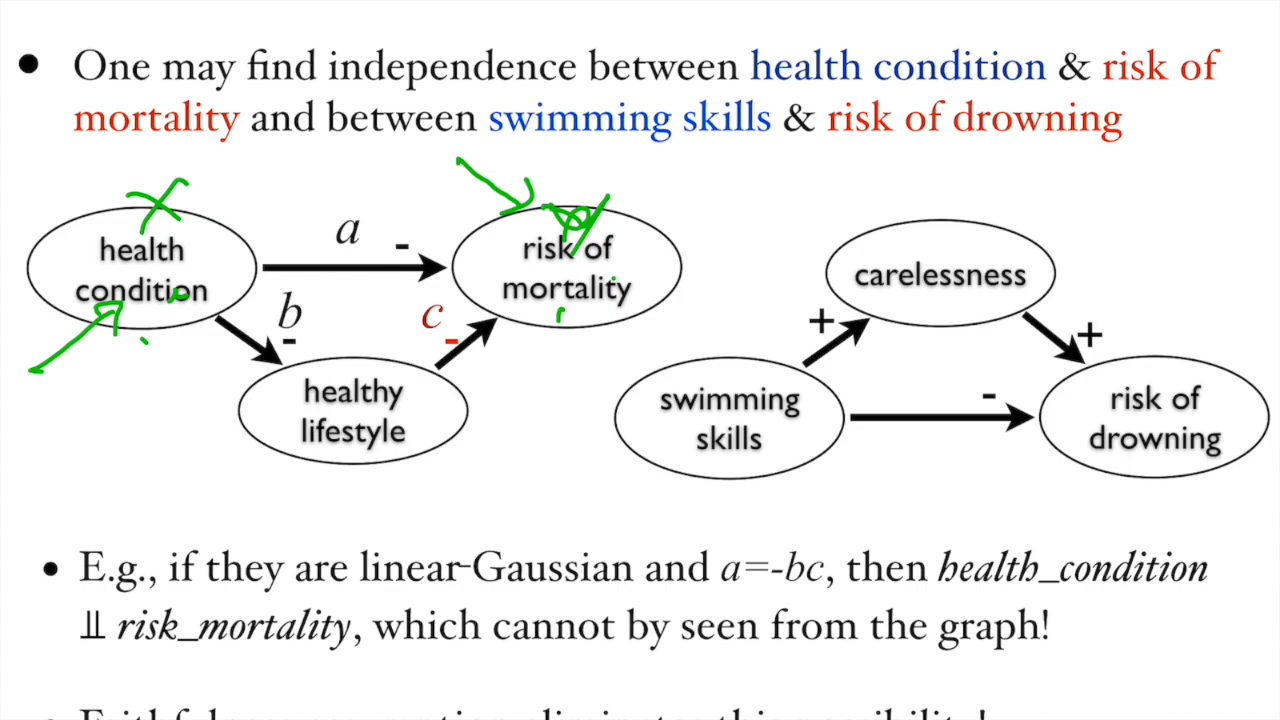 • One may find independence between health condition & risk of
mortality and between swimming skills & risk of drowning
health
condition
a
-
risk of
mortality
b
-
c
-
healthy
lifestyle
carelessness
+
+
swimming
skills
-
risk of
drowning
• E.g., if they are linear-Gaussian and a=-bc, then health_condition
⫫ risk_mortality, which cannot by seen from the graph!